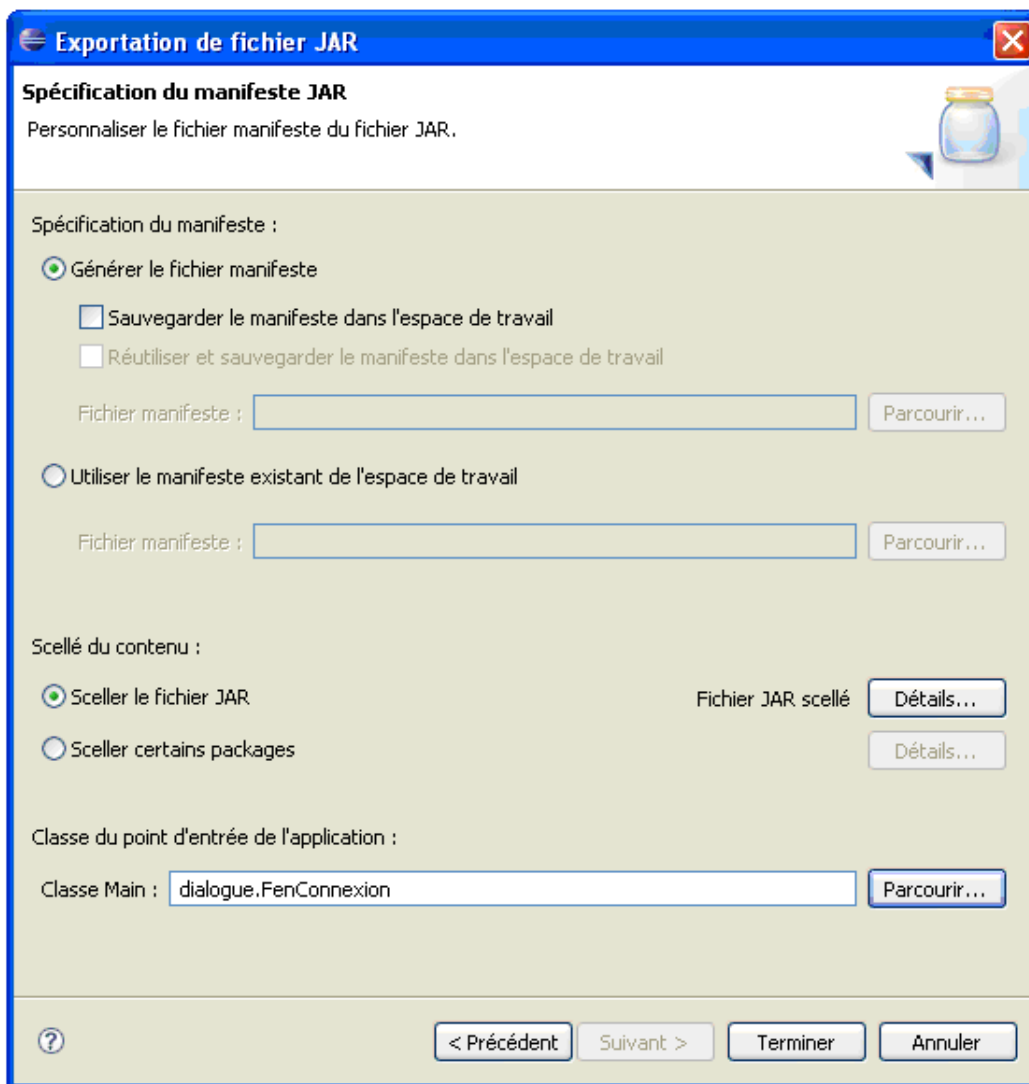 Exportation de fichier JAR
Spécification du manifeste JAR
Personnaliser le fichier manifeste du fichier JAR.
Spécification du manifeste :
Générer le fichier manifeste
Sauvegarder le manifeste dans l'espace de travail
Réutiliser et sauvegarder le manifeste dans l'espace de travail
Fichier manifeste : Parcourir...
Utiliser le manifeste existant de l'espace de travail
Fichier manifeste : Parcourir...
Scellé du contenu :
Sceller le fichier JAR Fichier JAR scellé Détails...
Sceller certains packages Détails...
Classe du point d'entrée de l'application :
Classe Main : dialogue.FenConnexion Parcourir...
? < Précédent Suivant > Terminer Annuler